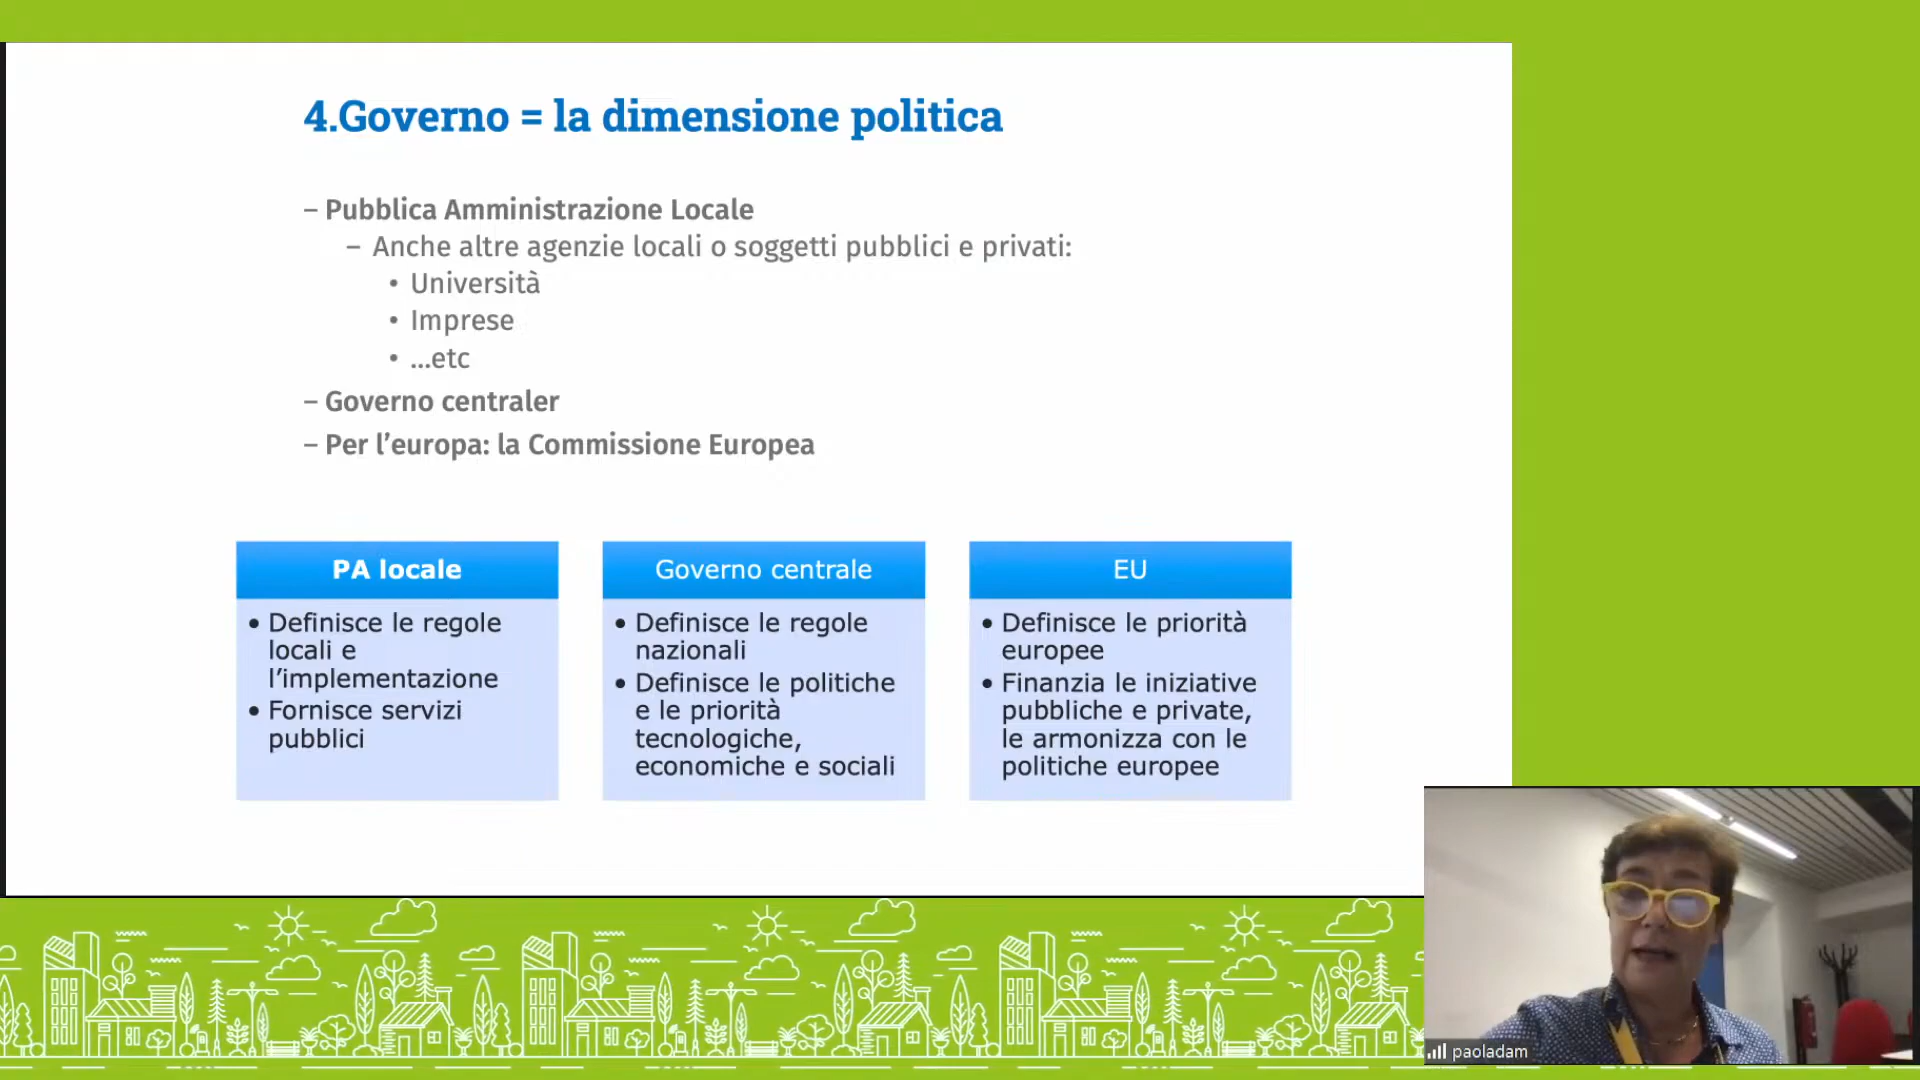 4.Governo = la dimensione politica
– Pubblica Amministrazione Locale
– Anche altre agenzie locali o soggetti pubblici e privati:
• Università
• Imprese
• ...etc
– Governo centraler
– Per l’europa: la Commissione Europea
PA locale
• Definisce le regole
locali e
l’implementazione
• Fornisce servizi
pubblici
Governo centrale
• Definisce le regole
nazionali
• Definisce le politiche
e le priorità
tecnologiche,
economiche e sociali
EU
• Definisce le priorità
europee
• Finanzia le iniziative
pubbliche e private,
le armonizza con le
politiche europee
paoladam